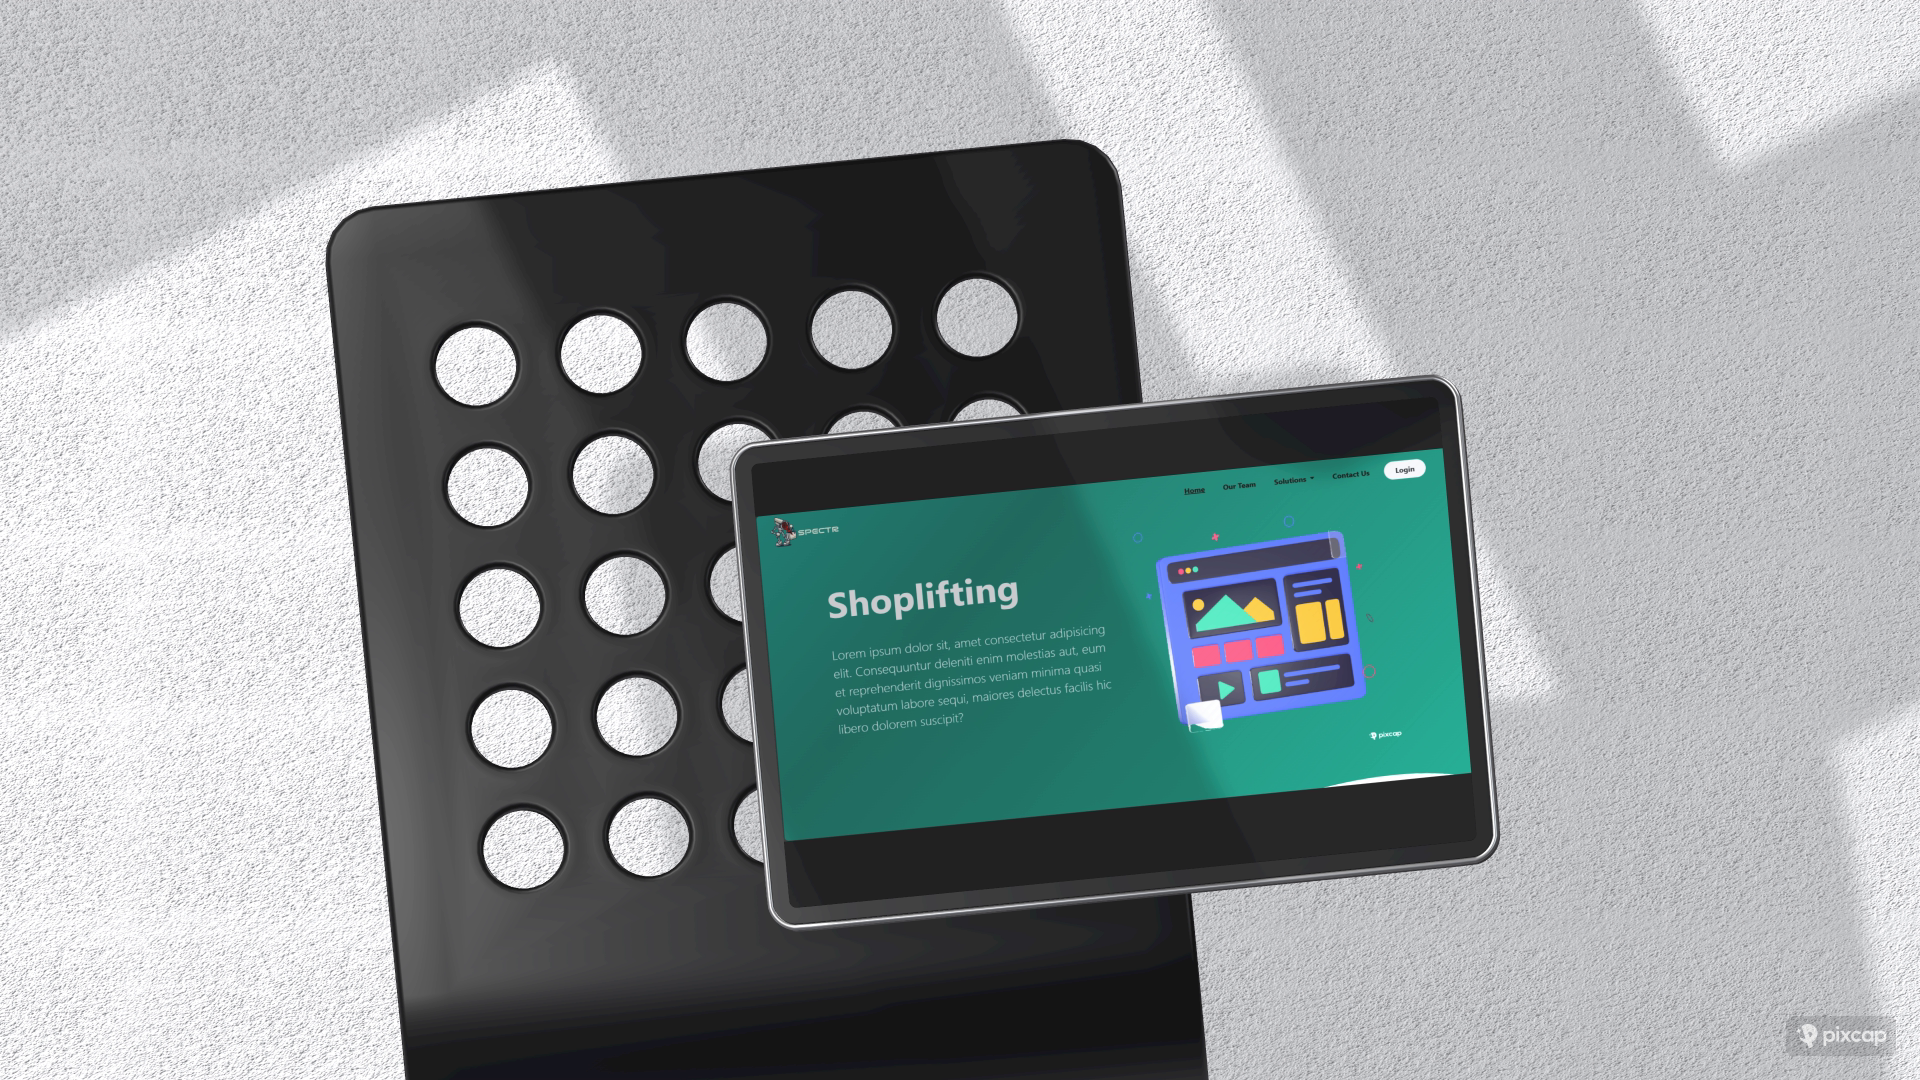 Home Our Team Solutions Contact Us Login
SPECTR
Shoplifting
Lorem ipsum dolor sit, amet consectetur adipisicing
elit. Consequuntur deleniti enim molestias aut, eum
et reprehenderit dignissimos veniam minima quasi
voluptatum labore sequi, maiores delectus facilis hic
libero dolorem suscipit?
pixcap
pixcap